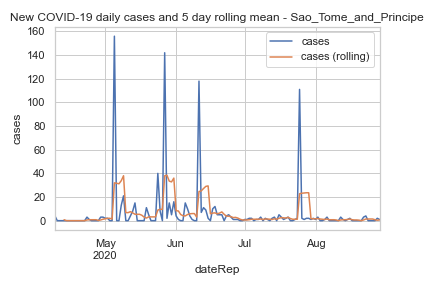 New COVID-19 daily cases and 5 day rolling mean - Sao_Tome_and_Principe
cases
cases (rolling)
160
140
120
100
80
60
40
20
0
cases
May
2020
Jun
Jul
Aug
dateRep